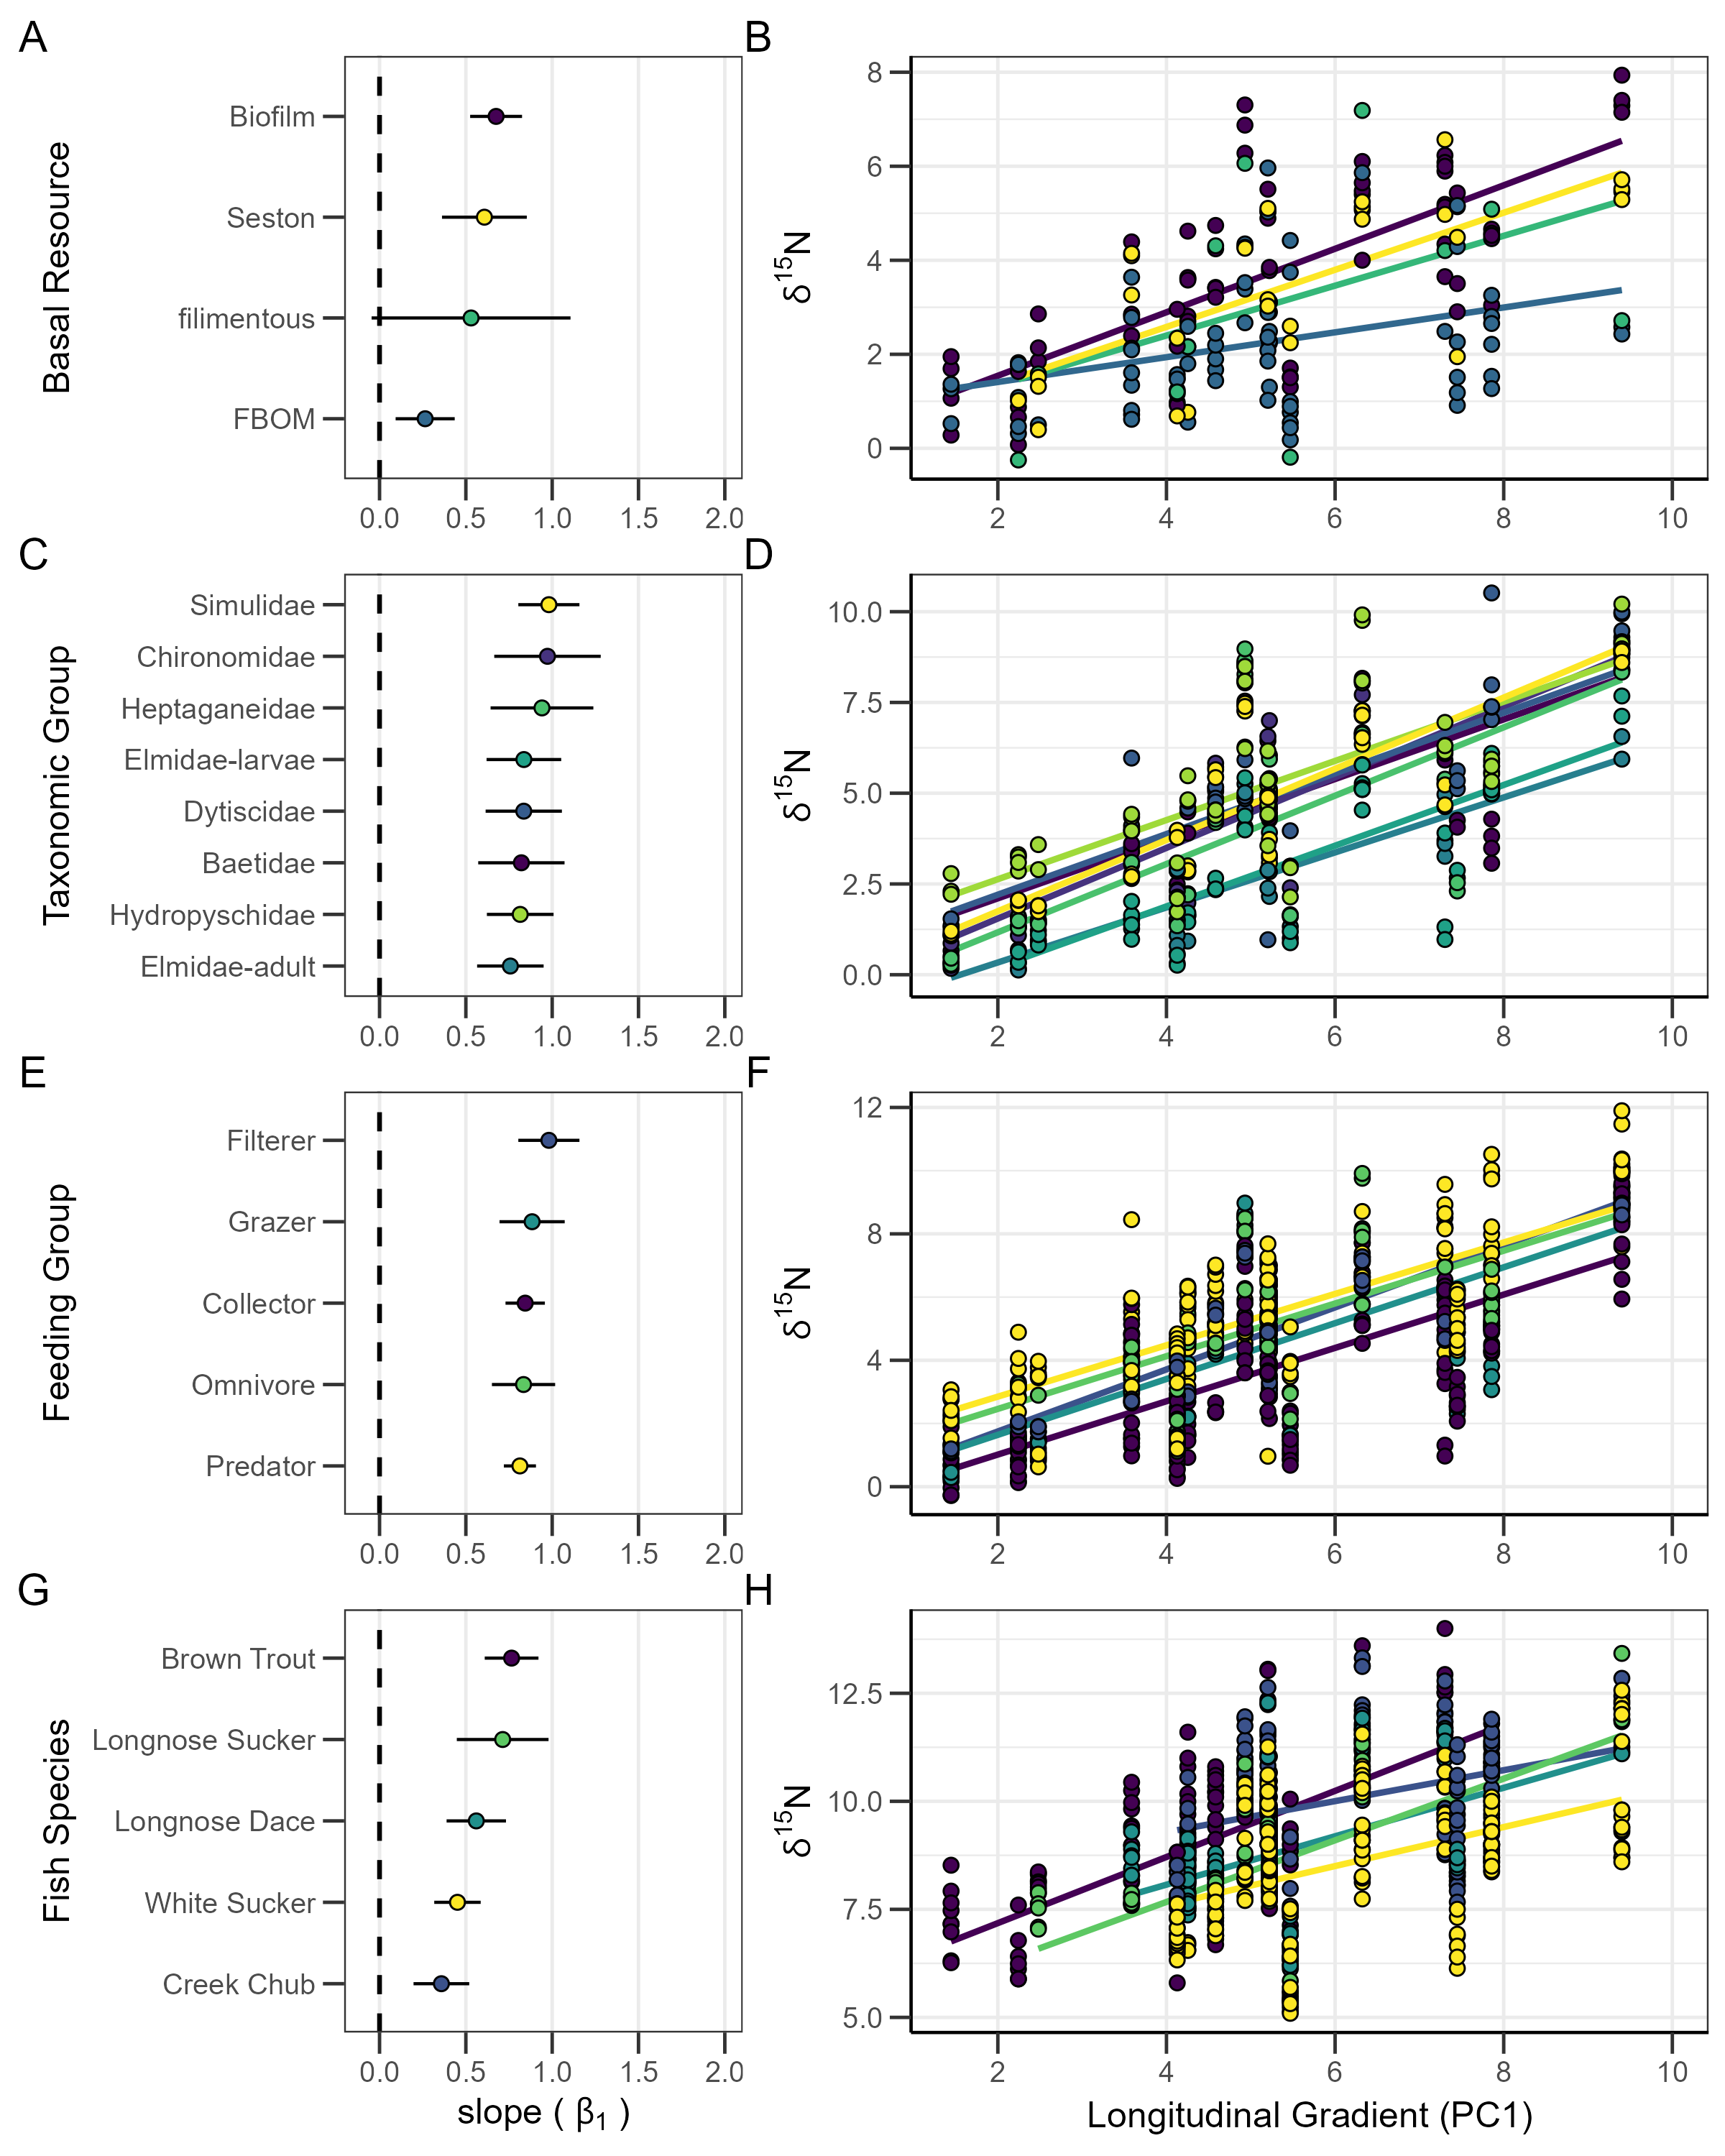 A
B
Basal Resource
Biofilm
Seston
filimentous
FBOM
0.0 0.5 1.0 1.5 2.0
δ15N
8
6
4
2
0
2 4 6 8 10
C
D
Taxonomic Group
Simulidae
Chironomidae
Heptaganeidae
Elmidae-larvae
Dytiscidae
Baetidae
Hydropyschidae
Elmidae-adult
0.0 0.5 1.0 1.5 2.0
δ15N
10.0
7.5
5.0
2.5
0.0
2 4 6 8 10
E
F
Feeding Group
Filterer
Grazer
Collector
Omnivore
Predator
0.0 0.5 1.0 1.5 2.0
δ15N
12
8
4
0
2 4 6 8 10
G
H
Fish Species
Brown Trout
Longnose Sucker
Longnose Dace
White Sucker
Creek Chub
0.0 0.5 1.0 1.5 2.0
slope ( β1 )
δ15N
12.5
10.0
7.5
5.0
2 4 6 8 10
Longitudinal Gradient (PC1)